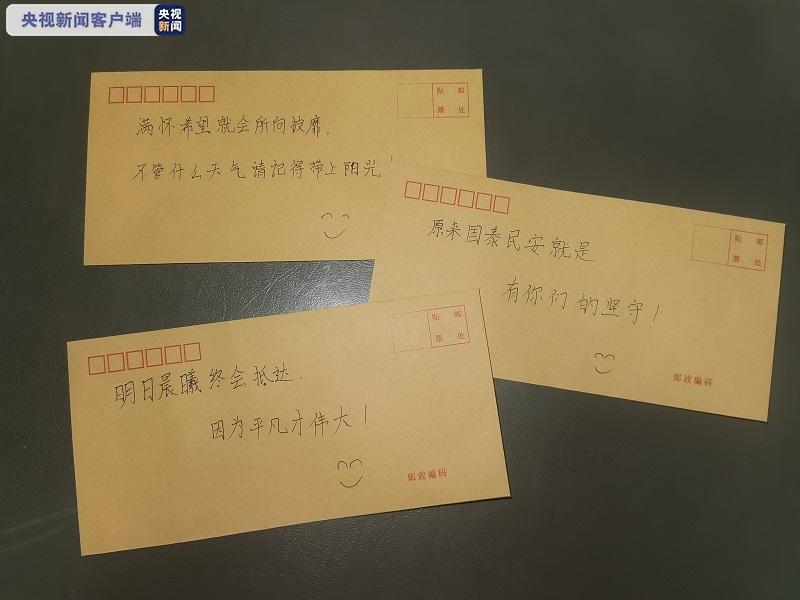 央视新闻客户端
央视
新闻
贴 邮
票 处
满怀希望就会所向披靡.
不管什么天气请记得带上阳光!
贴 邮
票 处
原来国泰民安就是
有你们的坚守!
邮政编码
贴 邮
票 处
明日晨曦终会抵达.
因为平凡才伟大!
邮政编码